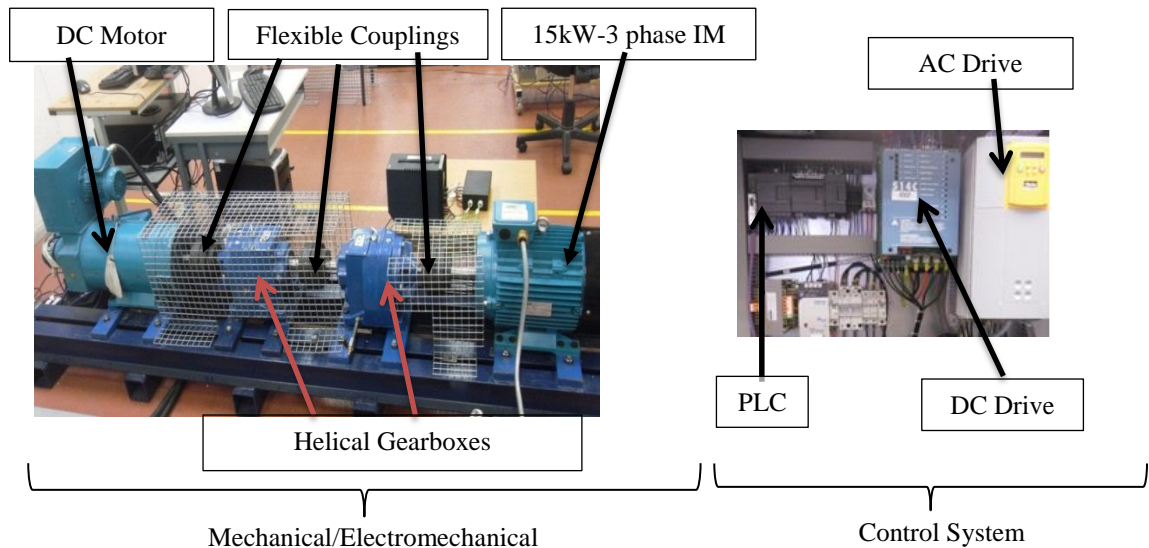 DC Motor
Flexible Couplings
15kW-3 phase IM
AC Drive
PLC
DC Drive
Helical Gearboxes
Mechanical/Electromechanical
Control System